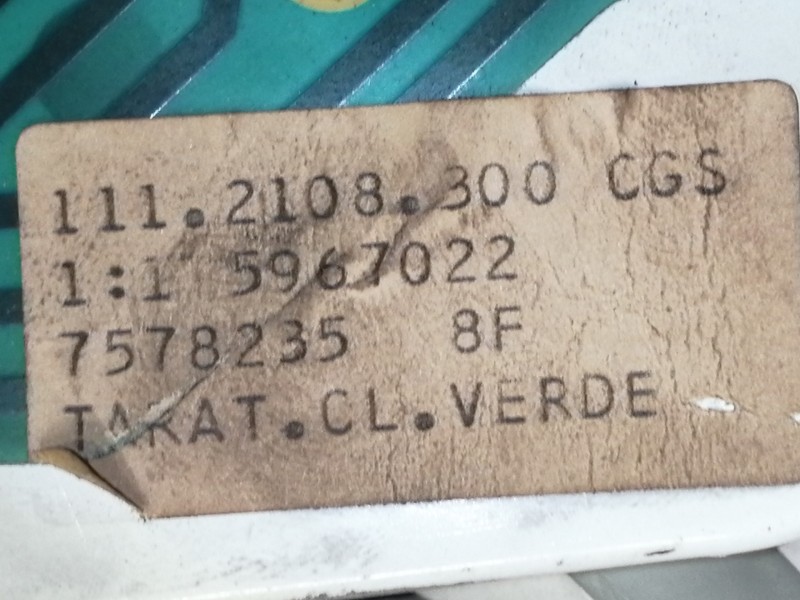 111.2108.300 CGS
1:1 5967022
7578235 8F
TARAT.CL.VERDE